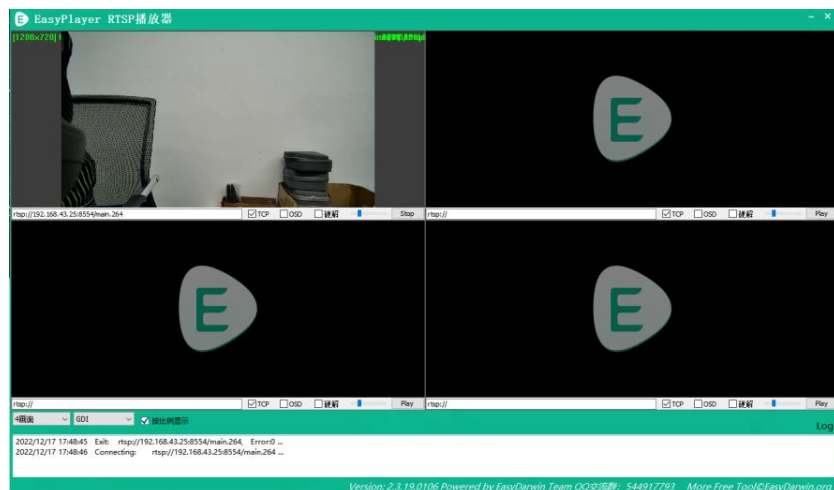 EasyPlayer RTSP播放器
[1280x720]
rtsp://192.168.43.25:8554/main.264 TCP OSD 硬解 Stop
rtsp:// TCP OSD 硬解 Play
rtsp:// TCP OSD 硬解 Play
rtsp:// TCP OSD 硬解 Play
4画面 GDI 按比例显示
Log
2022/12/17 17:48:45 Exit: rtsp://192.168.43.25:8554/main.264, Error:0 ...
2022/12/17 17:48:46 Connecting: rtsp://192.168.43.25:8554/main.264 ...
Version: 2.3.19.0106 Powered by EasyDarwin Team QQ交流群: 544917793 More Free Tool@EasyDarwin.org